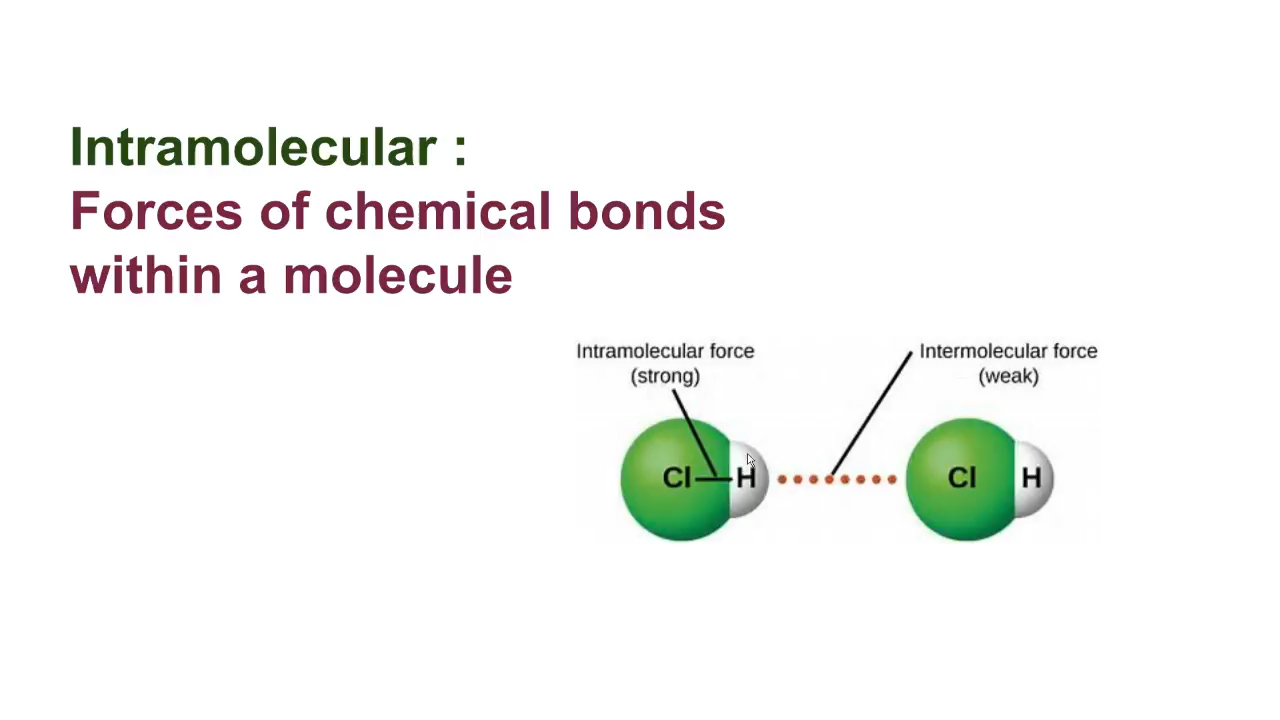 Intramolecular :
Forces of chemical bonds
within a molecule
Intramolecular force
(strong)
Intermolecular force
(weak)
Cl
H
Cl
H